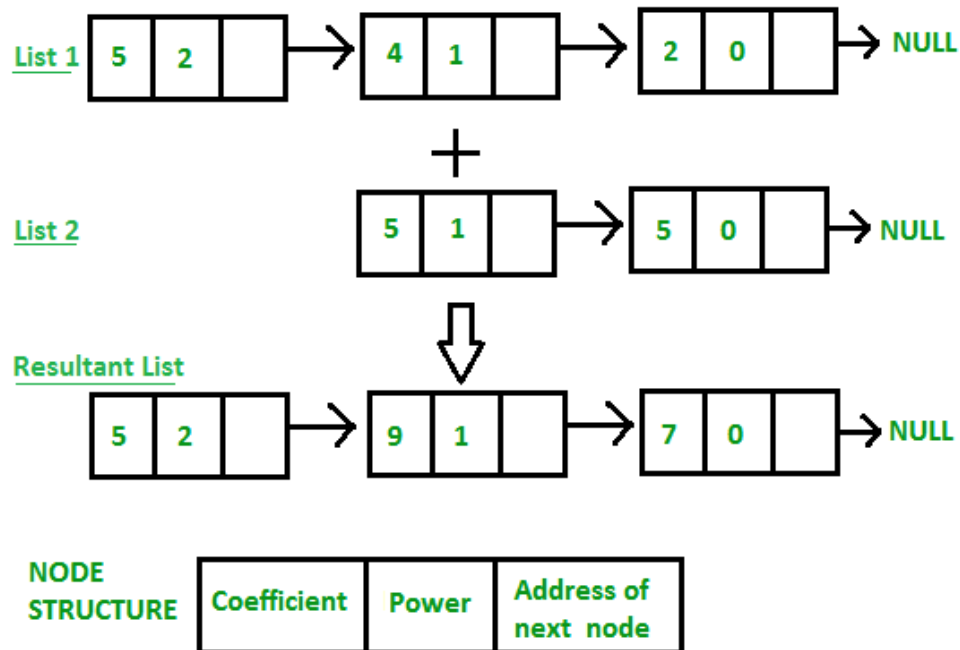 List 1 5 2 4 1 2 0 NULL
+
List 2 5 1 5 0 NULL
Resultant List
5 2 9 1 7 0 NULL
NODE
STRUCTURE
Coefficient Power Address of
next node